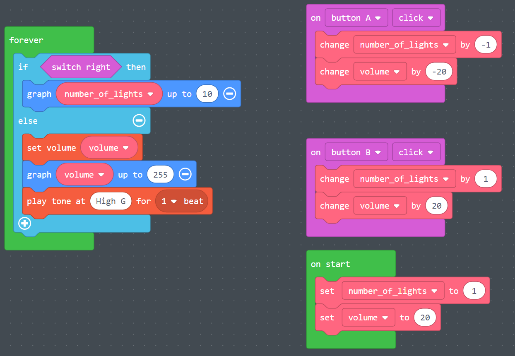 forever
if switch right then
graph number_of_lights up to 10
else
set volume volume
graph volume up to 255
play tone at High G for 1 beat
on button A click
change number_of_lights by -1
change volume by -20
on button B click
change number_of_lights by 1
change volume by 20
on start
set number_of_lights to 1
set volume to 20